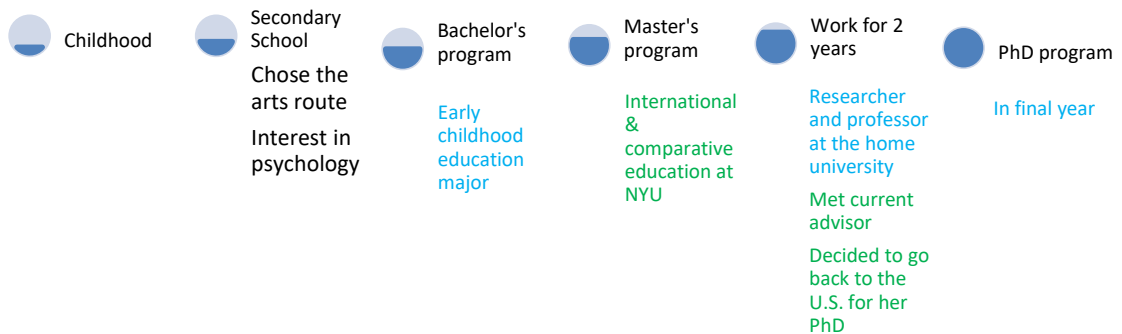 Childhood
Secondary
School
Chose the
arts route
Interest in
psychology
Bachelor's
program
Early
childhood
education
major
Master's
program
International
&
comparative
education at
NYU
Work for 2
years
Researcher
and professor
at the home
university
Met current
advisor
Decided to go
back to the
U.S. for her
PhD
PhD program
In final year